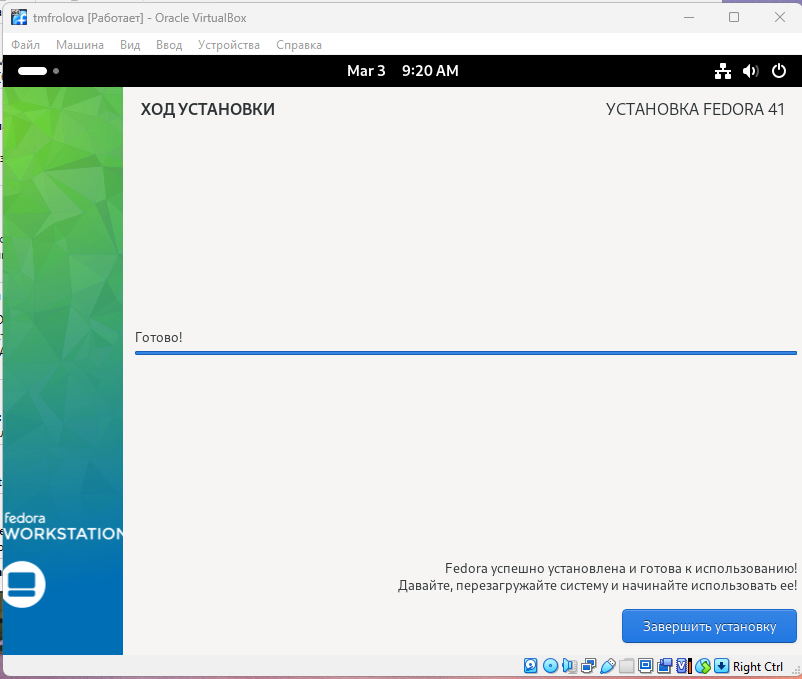 tmfrolova [Работает] - Oracle VirtualBox
Файл Машина Вид Ввод Устройства Справка
Mar 3 9:20 AM
ХОД УСТАНОВКИ
УСТАНОВКА FEDORA 41
Готово!
fedora
WORKSTATION
Fedora успешно установлена и готова к использованию!
Давайте, перезагружайте систему и начинайте использовать ее!
Завершить установку
Right Ctrl